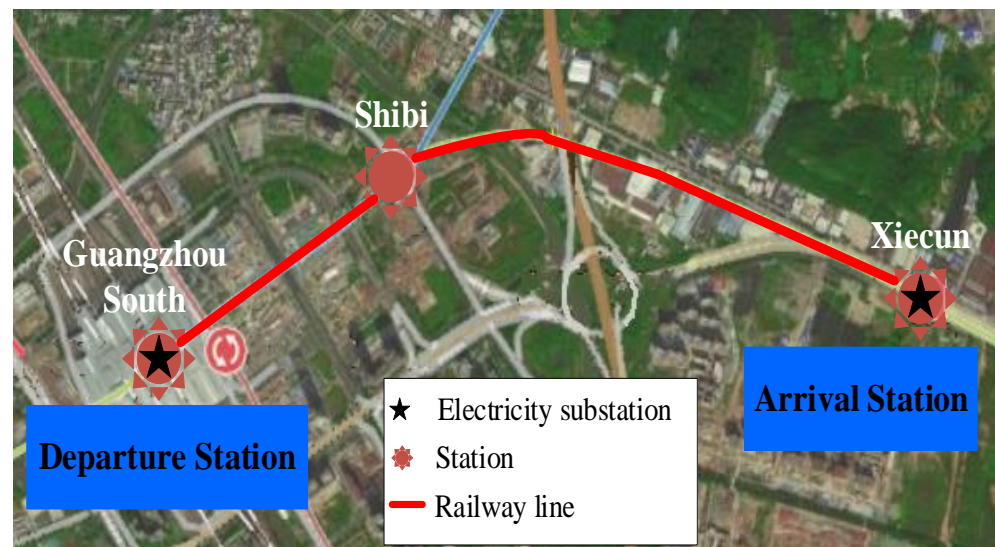 Shibi
Guangzhou
South
Xiecun
Departure Station
Arrival Station
Electricity substation
Station
Railway line